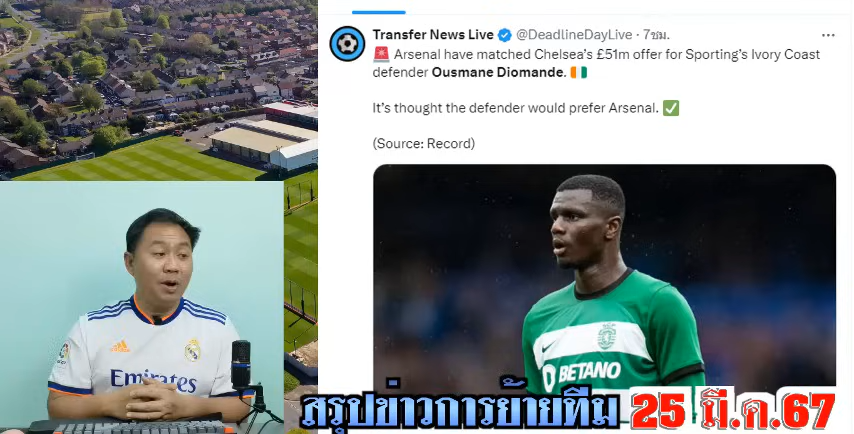 Transfer News Live @DeadlineDayLive · 7ชม.
🚨 Arsenal have matched Chelsea's £51m offer for Sporting's Ivory Coast
defender Ousmane Diomande. 🇨🇮
It's thought the defender would prefer Arsenal. ✅
(Source: Record)
adidas
Emirates
BETANO
สรุปข่าวการย้ายทีม 25 มี.ค.67